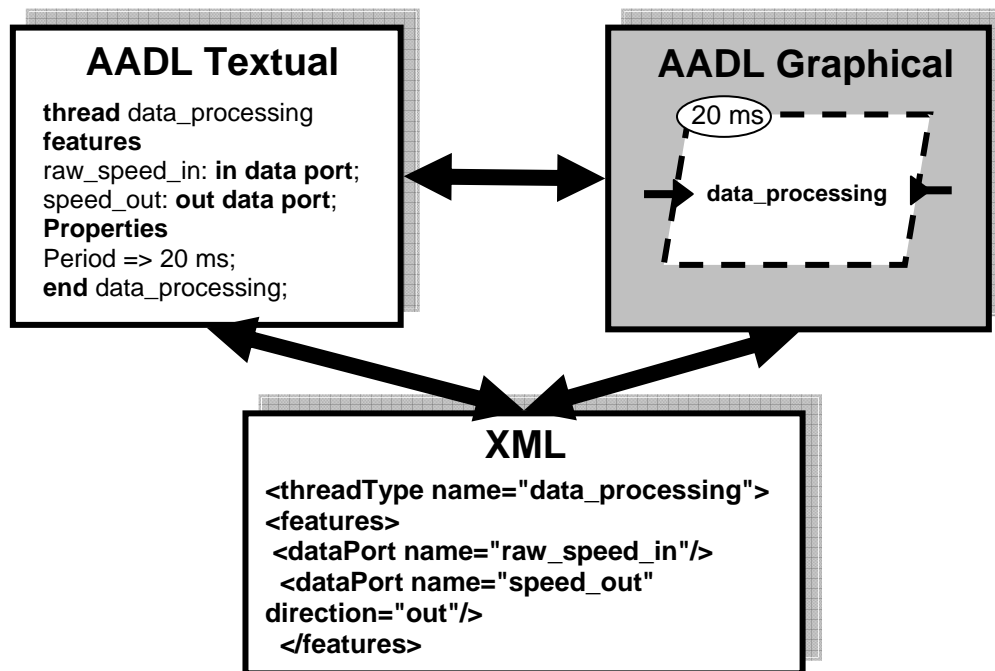 AADL Textual
thread data_processing
features
raw_speed_in: in data port;
speed_out: out data port;
Properties
Period => 20 ms;
end data_processing;
AADL Graphical
20 ms
data_processing
XML
<threadType name="data_processing">
<features>
<dataPort name="raw_speed_in"/>
<dataPort name="speed_out"
direction="out"/>
</features>